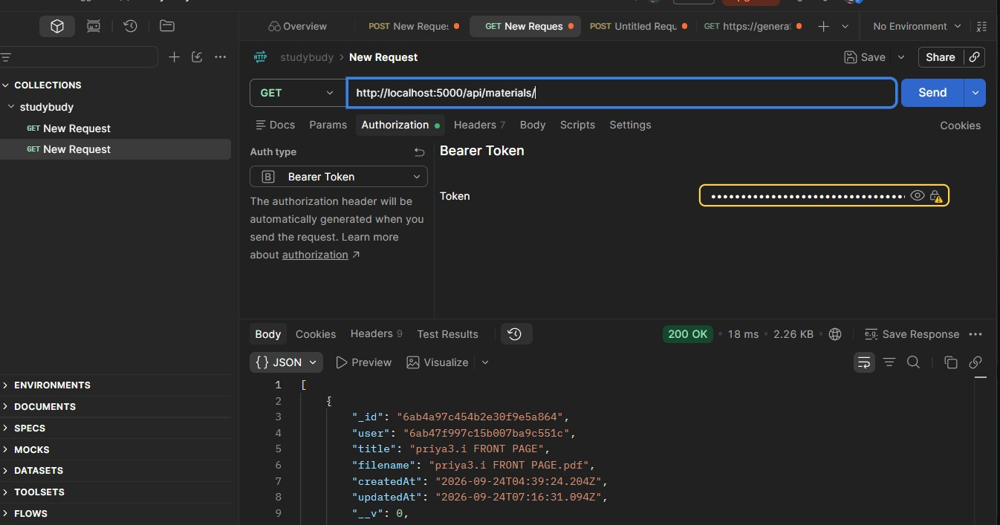 Overview
POST New Reques
GET New Reques
POST Untitled Requ
GET https://genera
No Environment
HTTP studybudy > New Request
Save
Share
COLLECTIONS
studybudy
GET New Request
GET New Request
GET
http://localhost:5000/api/materials/
Send
Docs Params Authorization Headers 7 Body Scripts Settings
Cookies
Auth type
B Bearer Token
The authorization header will be
automatically generated when you
send the request. Learn more
about authorization ↗
Bearer Token
Token
ENVIRONMENTS
DOCUMENTS
SPECS
MOCKS
DATASETS
TOOLSETS
FLOWS
Body Cookies Headers 9 Test Results
200 OK • 18 ms • 2.26 KB
e.g. Save Response
{} JSON
Preview
Visualize
1 [
2 {
3 "_id": "6ab4a97c454b2e30f9e5a864",
4 "user": "6ab47f997c15b007ba9c551c",
5 "title": "priya3.i FRONT PAGE",
6 "filename": "priya3.i FRONT PAGE.pdf",
7 "createdAt": "2026-09-24T04:39:24.204Z",
8 "updatedAt": "2026-09-24T07:16:31.094Z",
9 "__v": 0,